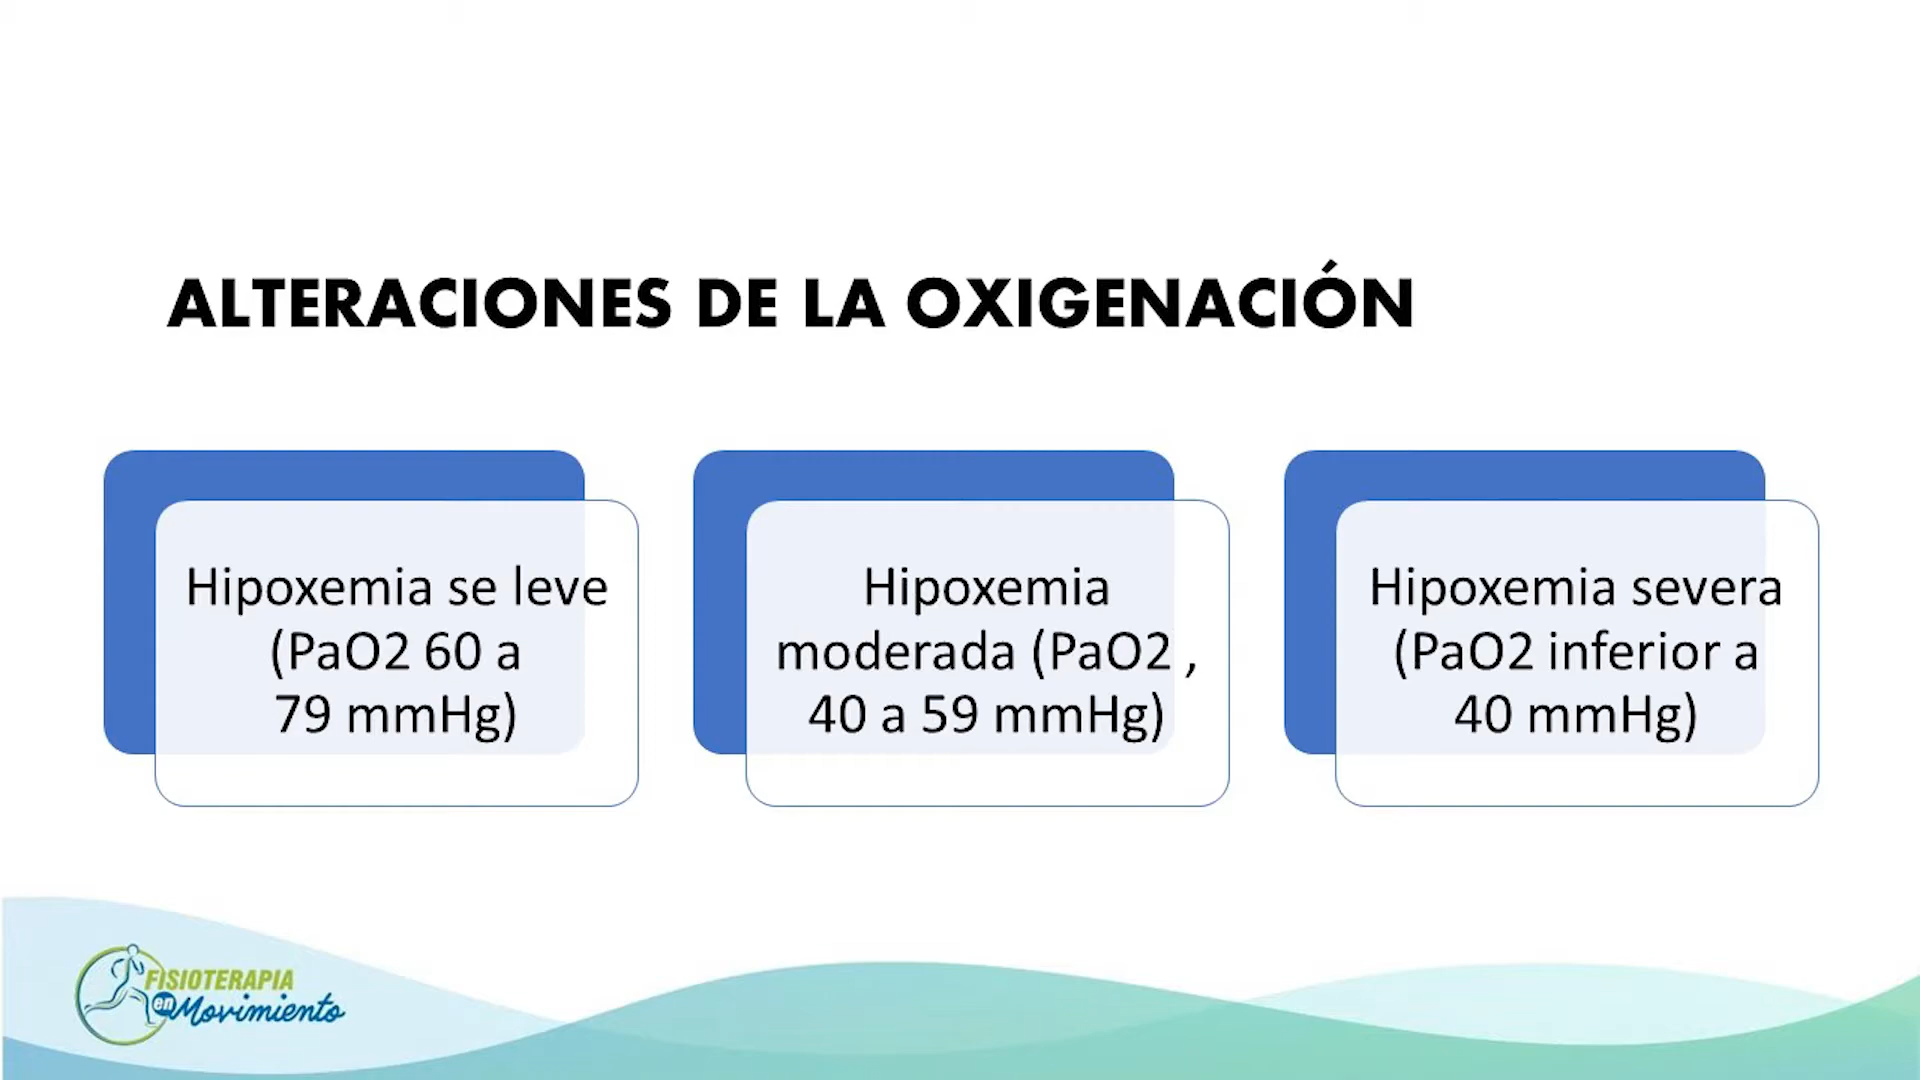 ALTERACIONES DE LA OXIGENACIÓN
Hipoxemia se leve
(PaO2 60 a
79 mmHg)
Hipoxemia
moderada (PaO2 ,
40 a 59 mmHg)
Hipoxemia severa
(PaO2 inferior a
40 mmHg)
FISIOTERAPIA
en Movimiento